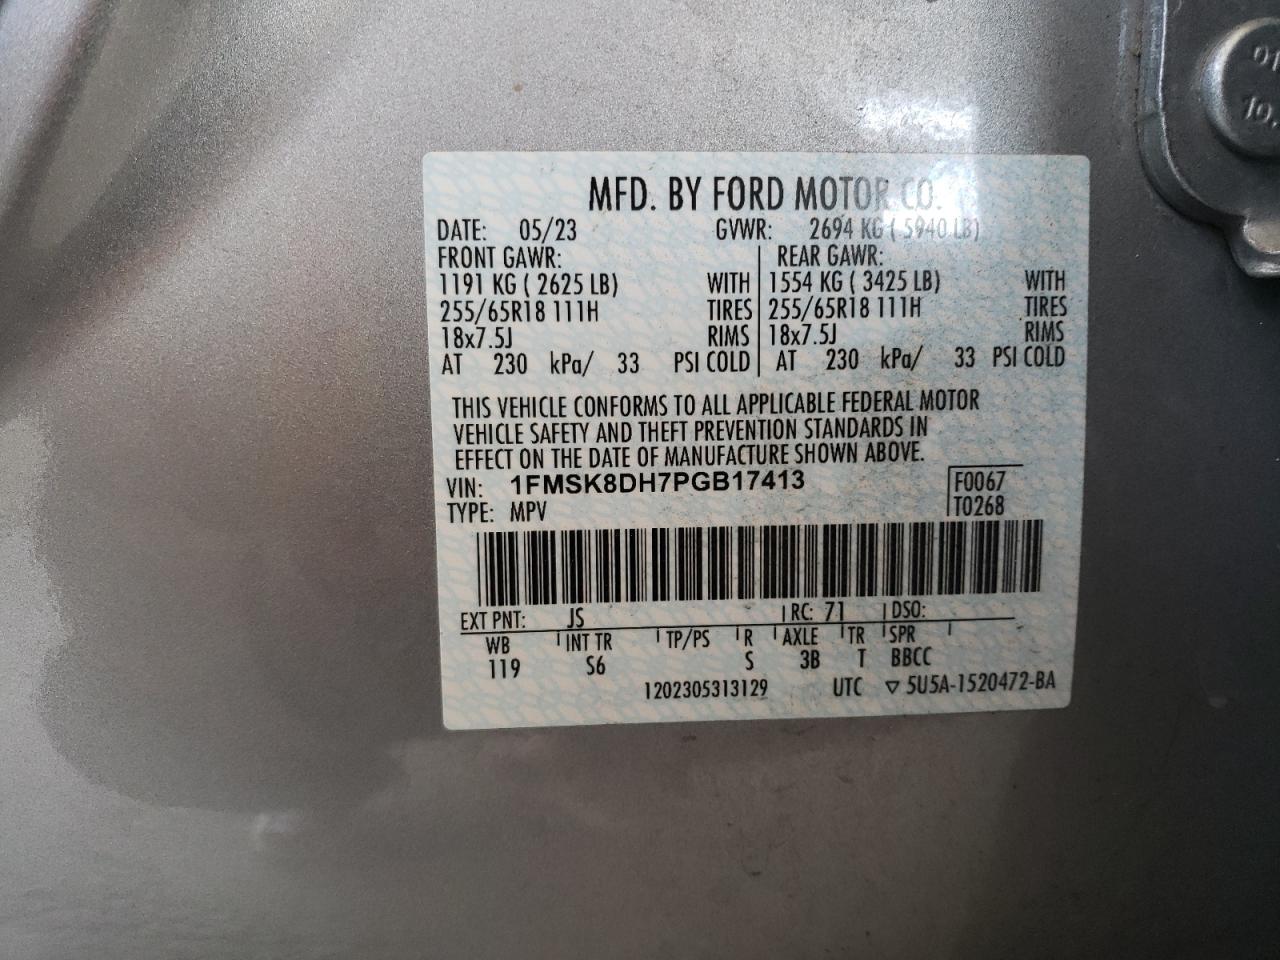 MFD. BY FORD MOTOR CO.
DATE: 05/23 GVWR: 2694 KG ( 5940 LB)
FRONT GAWR: REAR GAWR:
1191 KG ( 2625 LB) WITH 1554 KG ( 3425 LB) WITH
255/65R18 111H TIRES 255/65R18 111H TIRES
18x7.5J RIMS 18x7.5J RIMS
AT 230 kPa/ 33 PSI COLD AT 230 kPa/ 33 PSI COLD
THIS VEHICLE CONFORMS TO ALL APPLICABLE FEDERAL MOTOR
VEHICLE SAFETY AND THEFT PREVENTION STANDARDS IN
EFFECT ON THE DATE OF MANUFACTURE SHOWN ABOVE.
VIN: 1FMSK8DH7PGB17413 F0067
TYPE: MPV T0268
EXT PNT: JS RC: 71 DSO:
WB INT TR TP/PS R AXLE TR SPR
119 S6 S 3B T BBCC
1202305313129 UTC ▽ 5U5A-1520472-BA
01
10.